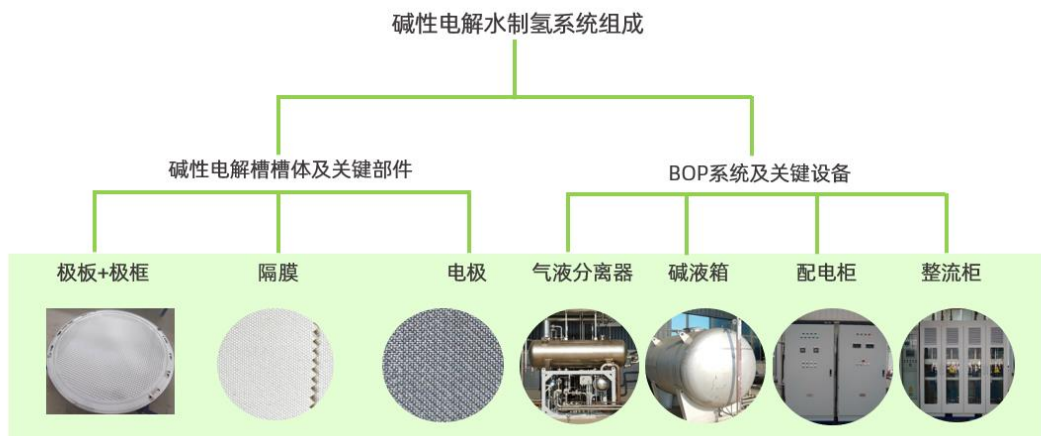 碱性电解水制氢系统组成
碱性电解槽槽体及关键部件
BOP系统及关键设备
极板+极框
隔膜
电极
气液分离器
碱液箱
配电柜
整流柜